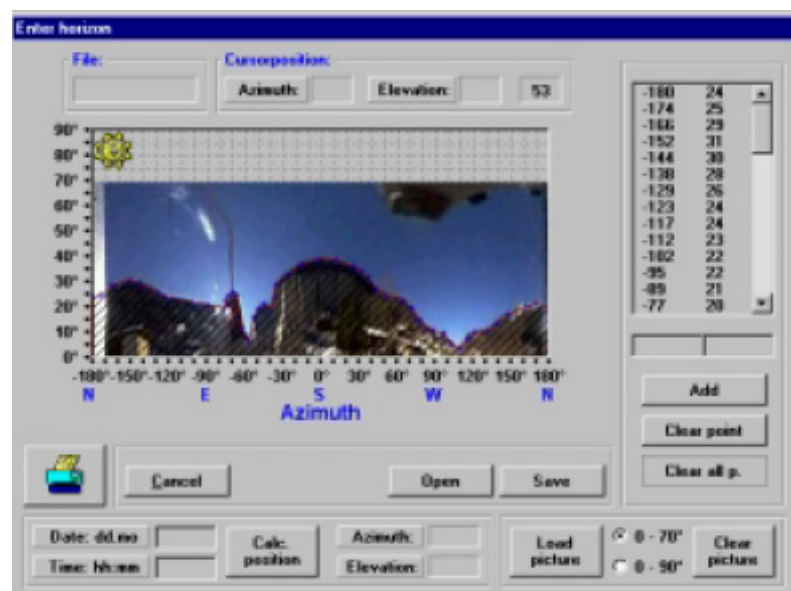 Enter horizon
File: Cursorposition:
Azimuth: Elevation: 53
-180 24
-174 25
-166 29
-152 31
-144 30
-138 28
-129 26
-123 24
-117 24
-112 23
-102 22
-95 22
-89 21
-77 20
90°
80°
70°
60°
50°
40°
30°
20°
10°
0°
-180° -150° -120° -90° -60° -30° 0° 30° 60° 90° 120° 150° 180°
N E S W N
Azimuth
Add
Clear point
Clear all p.
Cancel Open Save
Date: dd.mo Calc. position Azimuth: Load picture 0 - 70° Clear picture
Time: hh:mm Elevation: 0 - 90°